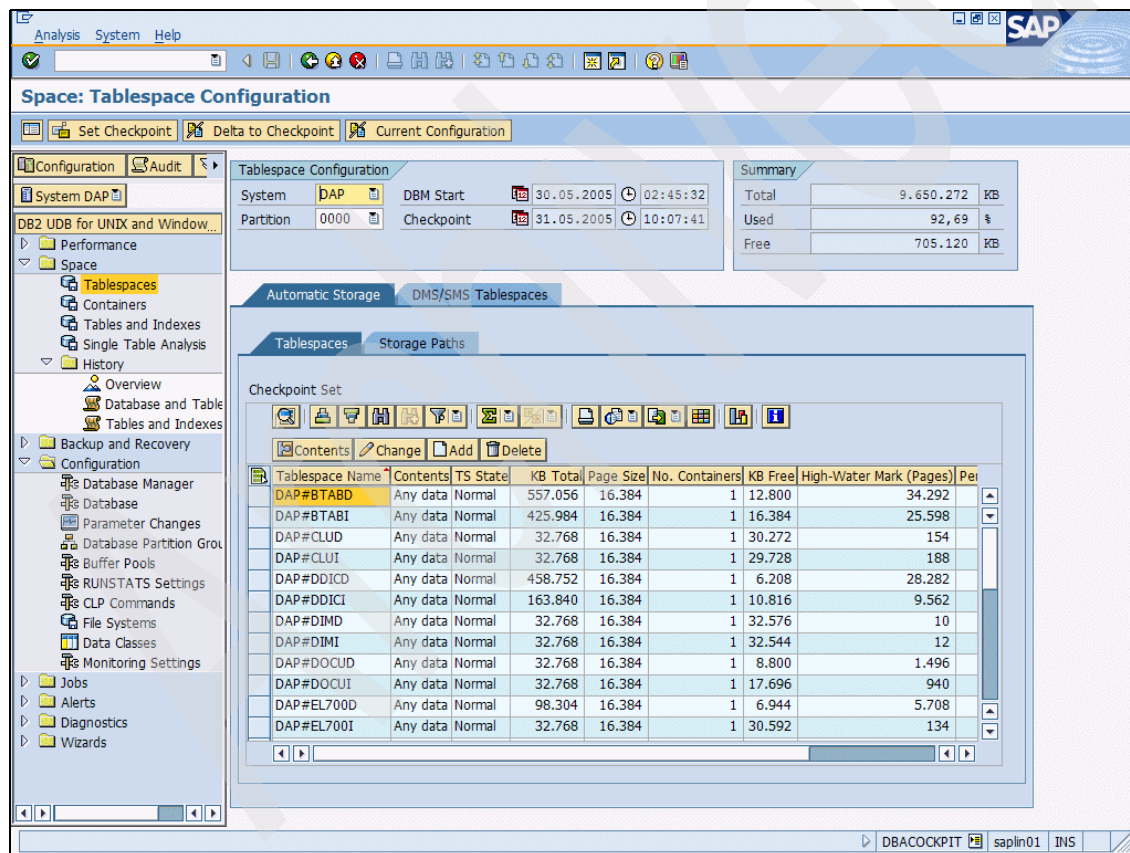 Analysis System Help
SAP
Space: Tablespace Configuration
Set Checkpoint Delta to Checkpoint Current Configuration
Configuration Audit
System DAP
DB2 UDB for UNIX and Window...
Performance
Space
Tablespaces
Containers
Tables and Indexes
Single Table Analysis
History
Overview
Database and Table
Tables and Indexes
Backup and Recovery
Configuration
Database Manager
Database
Parameter Changes
Database Partition Grou
Buffer Pools
RUNSTATS Settings
CLP Commands
File Systems
Data Classes
Monitoring Settings
Jobs
Alerts
Diagnostics
Wizards
Tablespace Configuration
System DAP DBM Start 30.05.2005 02:45:32
Partition 0000 Checkpoint 31.05.2005 10:07:41
Summary
Total 9.650.272 KB
Used 92,69 %
Free 705.120 KB
Automatic Storage DMS/SMS Tablespaces
Tablespaces Storage Paths
Checkpoint Set
Contents Change Add Delete
Tablespace Name Contents TS State KB Total Page Size No. Containers KB Free High-Water Mark (Pages) Per
DAP#BTABD Any data Normal 557.056 16.384 1 12.800 34.292
DAP#BTABI Any data Normal 425.984 16.384 1 16.384 25.598
DAP#CLUD Any data Normal 32.768 16.384 1 30.272 154
DAP#CLUI Any data Normal 32.768 16.384 1 29.728 188
DAP#DDICD Any data Normal 458.752 16.384 1 6.208 28.282
DAP#DDICI Any data Normal 163.840 16.384 1 10.816 9.562
DAP#DIMD Any data Normal 32.768 16.384 1 32.576 10
DAP#DIMI Any data Normal 32.768 16.384 1 32.544 12
DAP#DOCUD Any data Normal 32.768 16.384 1 8.800 1.496
DAP#DOCUI Any data Normal 32.768 16.384 1 17.696 940
DAP#EL700D Any data Normal 98.304 16.384 1 6.944 5.708
DAP#EL700I Any data Normal 32.768 16.384 1 30.592 134
DBACOCKPIT saplin01 INS